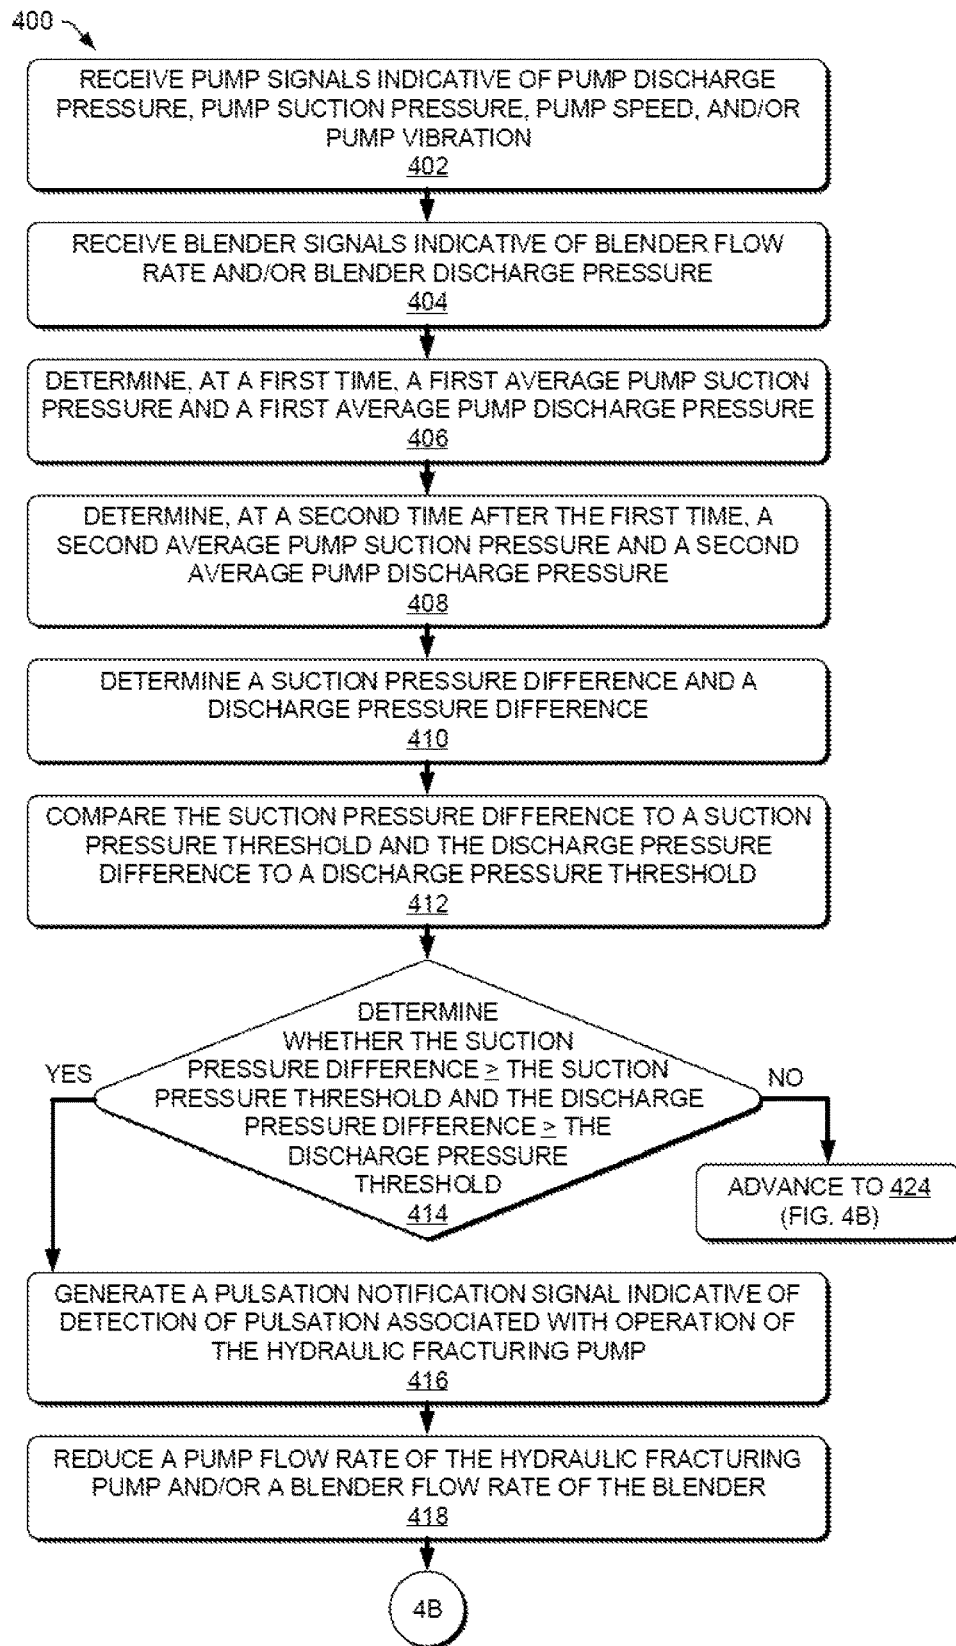 400
RECEIVE PUMP SIGNALS INDICATIVE OF PUMP DISCHARGE
PRESSURE, PUMP SUCTION PRESSURE, PUMP SPEED, AND/OR
PUMP VIBRATION
402
RECEIVE BLENDER SIGNALS INDICATIVE OF BLENDER FLOW
RATE AND/OR BLENDER DISCHARGE PRESSURE
404
DETERMINE, AT A FIRST TIME, A FIRST AVERAGE PUMP SUCTION
PRESSURE AND A FIRST AVERAGE PUMP DISCHARGE PRESSURE
406
DETERMINE, AT A SECOND TIME AFTER THE FIRST TIME, A
SECOND AVERAGE PUMP SUCTION PRESSURE AND A SECOND
AVERAGE PUMP DISCHARGE PRESSURE
408
DETERMINE A SUCTION PRESSURE DIFFERENCE AND A
DISCHARGE PRESSURE DIFFERENCE
410
COMPARE THE SUCTION PRESSURE DIFFERENCE TO A SUCTION
PRESSURE THRESHOLD AND THE DISCHARGE PRESSURE
DIFFERENCE TO A DISCHARGE PRESSURE THRESHOLD
412
DETERMINE
WHETHER THE SUCTION
PRESSURE DIFFERENCE ≥ THE SUCTION
PRESSURE THRESHOLD AND THE DISCHARGE
PRESSURE DIFFERENCE ≥ THE
DISCHARGE PRESSURE
THRESHOLD
414
YES
NO
ADVANCE TO 424
(FIG. 4B)
GENERATE A PULSATION NOTIFICATION SIGNAL INDICATIVE OF
DETECTION OF PULSATION ASSOCIATED WITH OPERATION OF
THE HYDRAULIC FRACTURING PUMP
416
REDUCE A PUMP FLOW RATE OF THE HYDRAULIC FRACTURING
PUMP AND/OR A BLENDER FLOW RATE OF THE BLENDER
418
4B